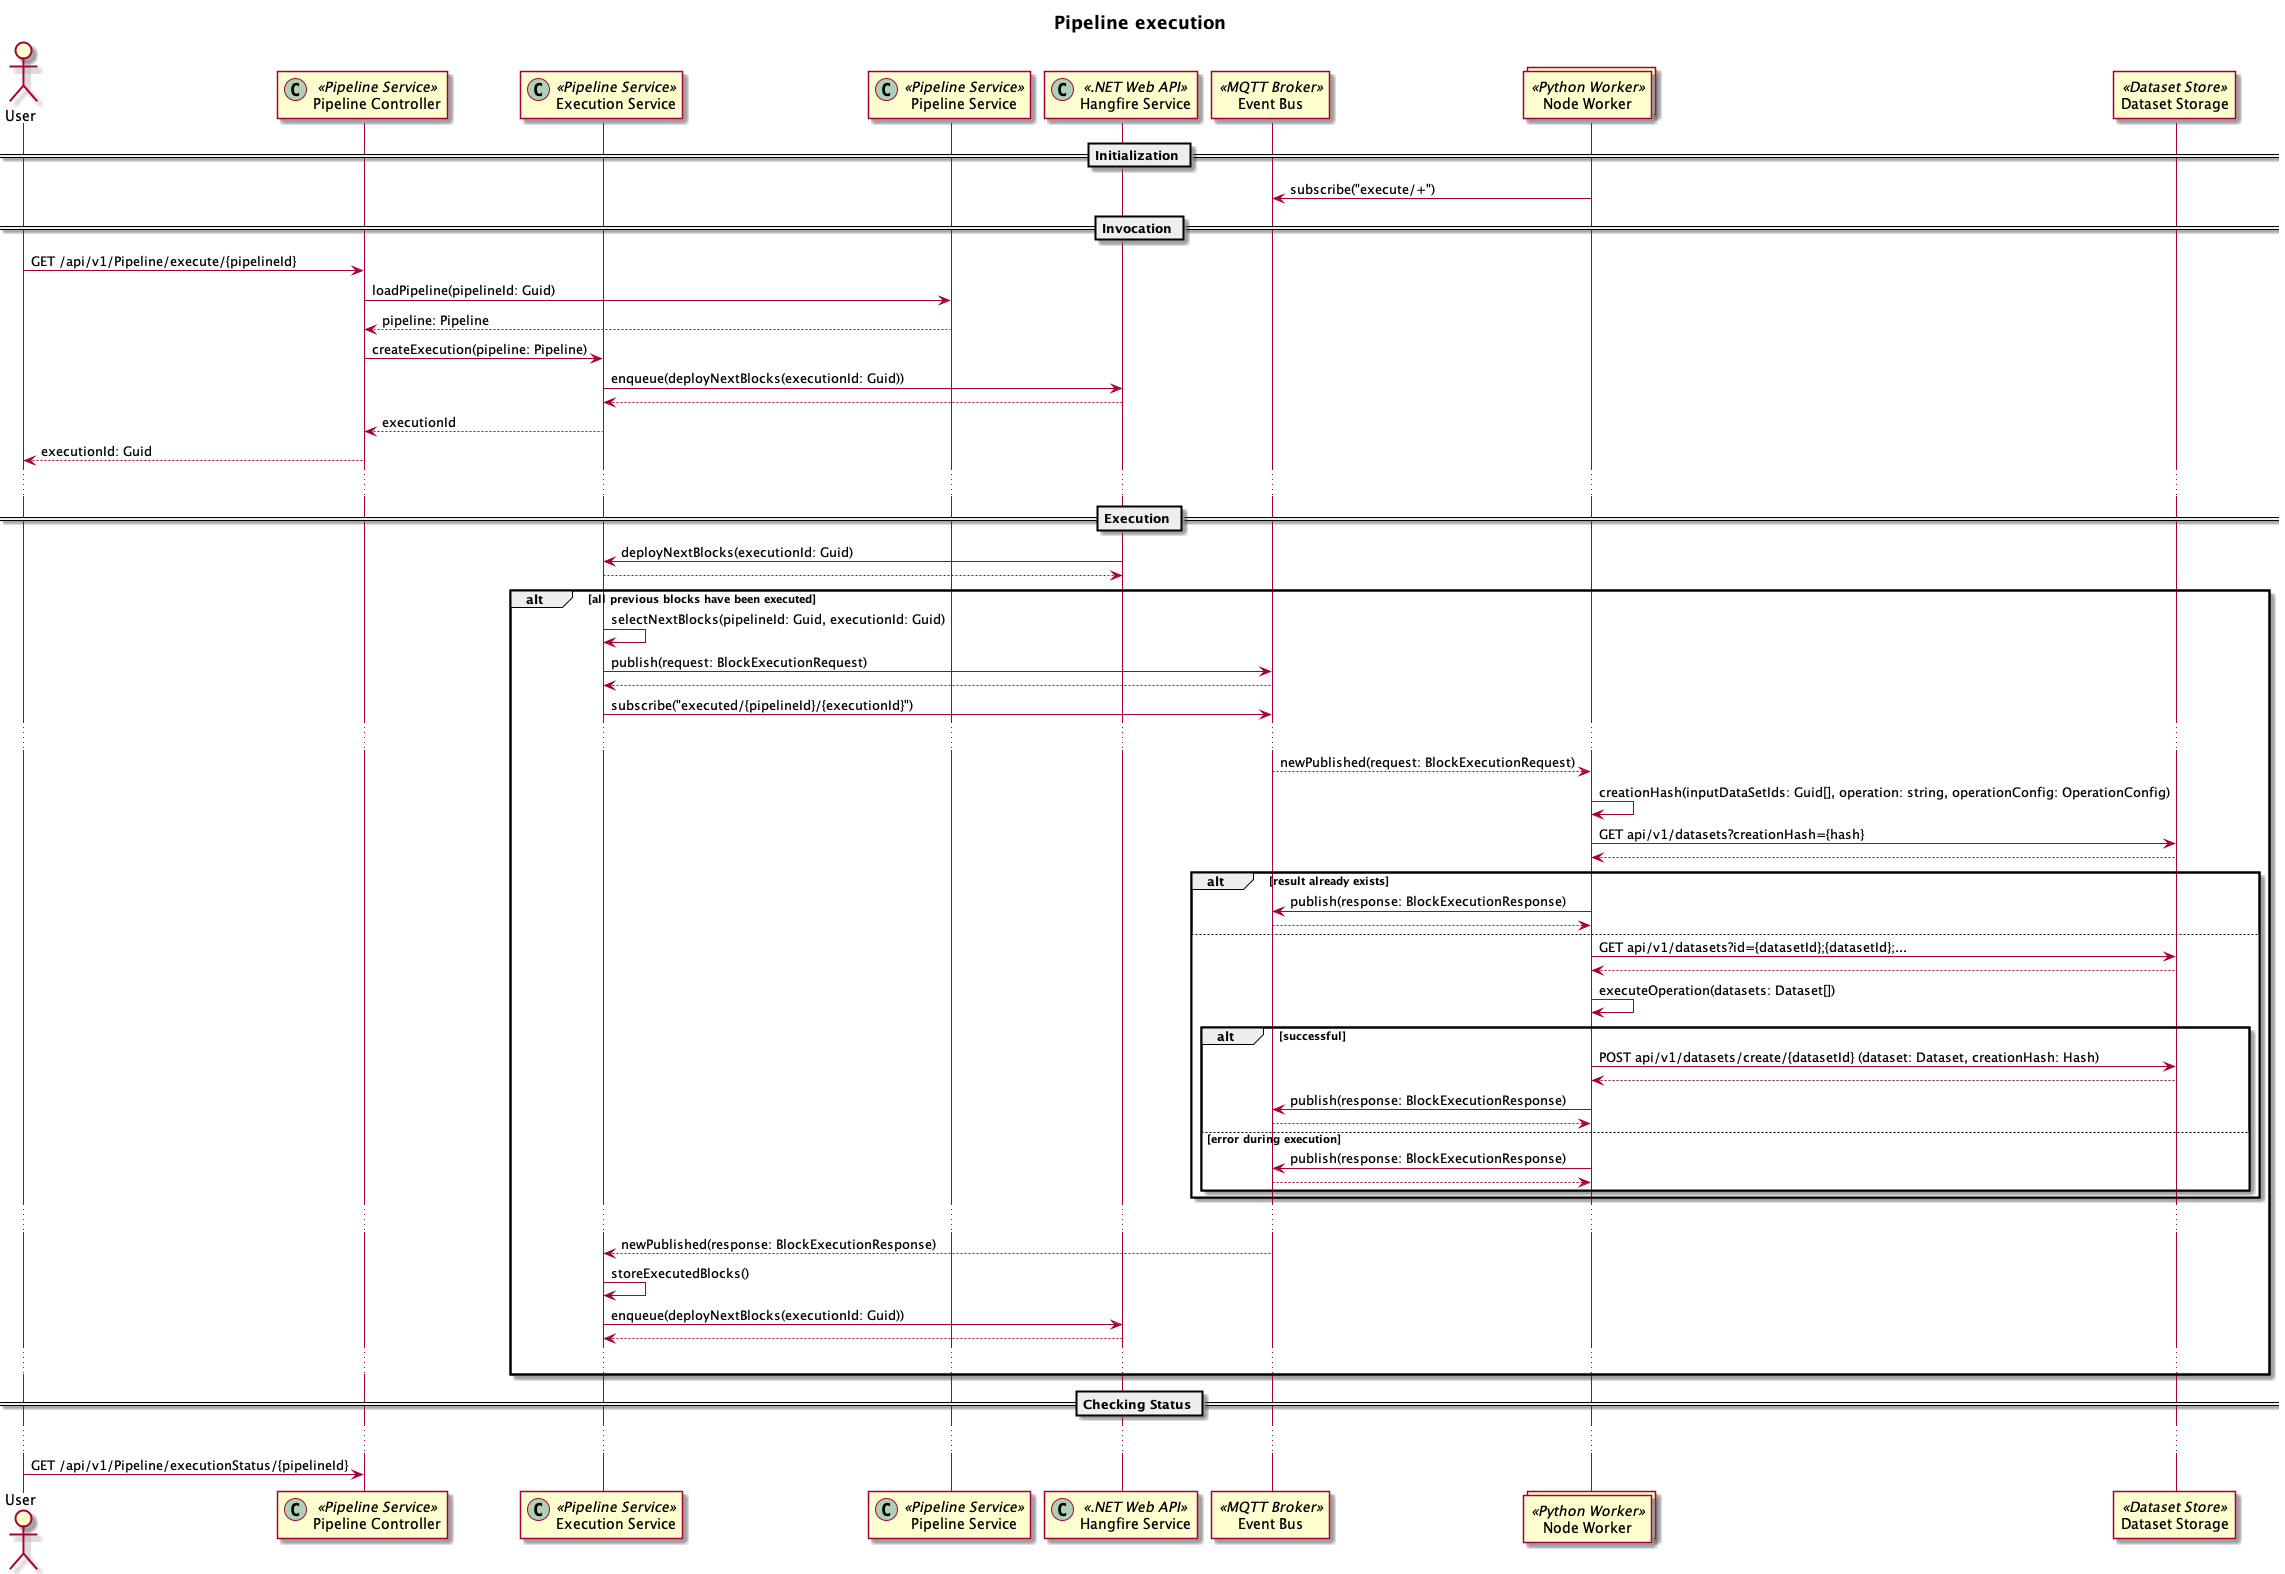 Pipeline execution
User
«Pipeline Service»
Pipeline Controller
«Pipeline Service»
Execution Service
«Pipeline Service»
Pipeline Service
«.NET Web API»
Hangfire Service
«MQTT Broker»
Event Bus
«Python Worker»
Node Worker
«Dataset Store»
Dataset Storage
C
C
C
C
Initialization
subscribe("execute/+")
Invocation
GET /api/v1/Pipeline/execute/{pipelineId}
loadPipeline(pipelineId: Guid)
pipeline: Pipeline
createExecution(pipeline: Pipeline)
enqueue(deployNextBlocks(executionId: Guid))
executionId
executionId: Guid
Execution
deployNextBlocks(executionId: Guid)
alt [all previous blocks have been executed]
selectNextBlocks(pipelineId: Guid, executionId: Guid)
publish(request: BlockExecutionRequest)
subscribe("executed/{pipelineId}/{executionId}")
newPublished(request: BlockExecutionRequest)
creationHash(inputDataSetIds: Guid[], operation: string, operationConfig: OperationConfig)
GET api/v1/datasets?creationHash={hash}
alt [result already exists]
publish(response: BlockExecutionResponse)
GET api/v1/datasets?id={datasetId};{datasetId};...
executeOperation(datasets: Dataset[])
alt [successful]
POST api/v1/datasets/create/{datasetId} (dataset: Dataset, creationHash: Hash)
publish(response: BlockExecutionResponse)
[error during execution]
publish(response: BlockExecutionResponse)
newPublished(response: BlockExecutionResponse)
storeExecutedBlocks()
enqueue(deployNextBlocks(executionId: Guid))
Checking Status
GET /api/v1/Pipeline/executionStatus/{pipelineId}
User
«Pipeline Service»
Pipeline Controller
«Pipeline Service»
Execution Service
«Pipeline Service»
Pipeline Service
«.NET Web API»
Hangfire Service
«MQTT Broker»
Event Bus
«Python Worker»
Node Worker
«Dataset Store»
Dataset Storage
C
C
C
C